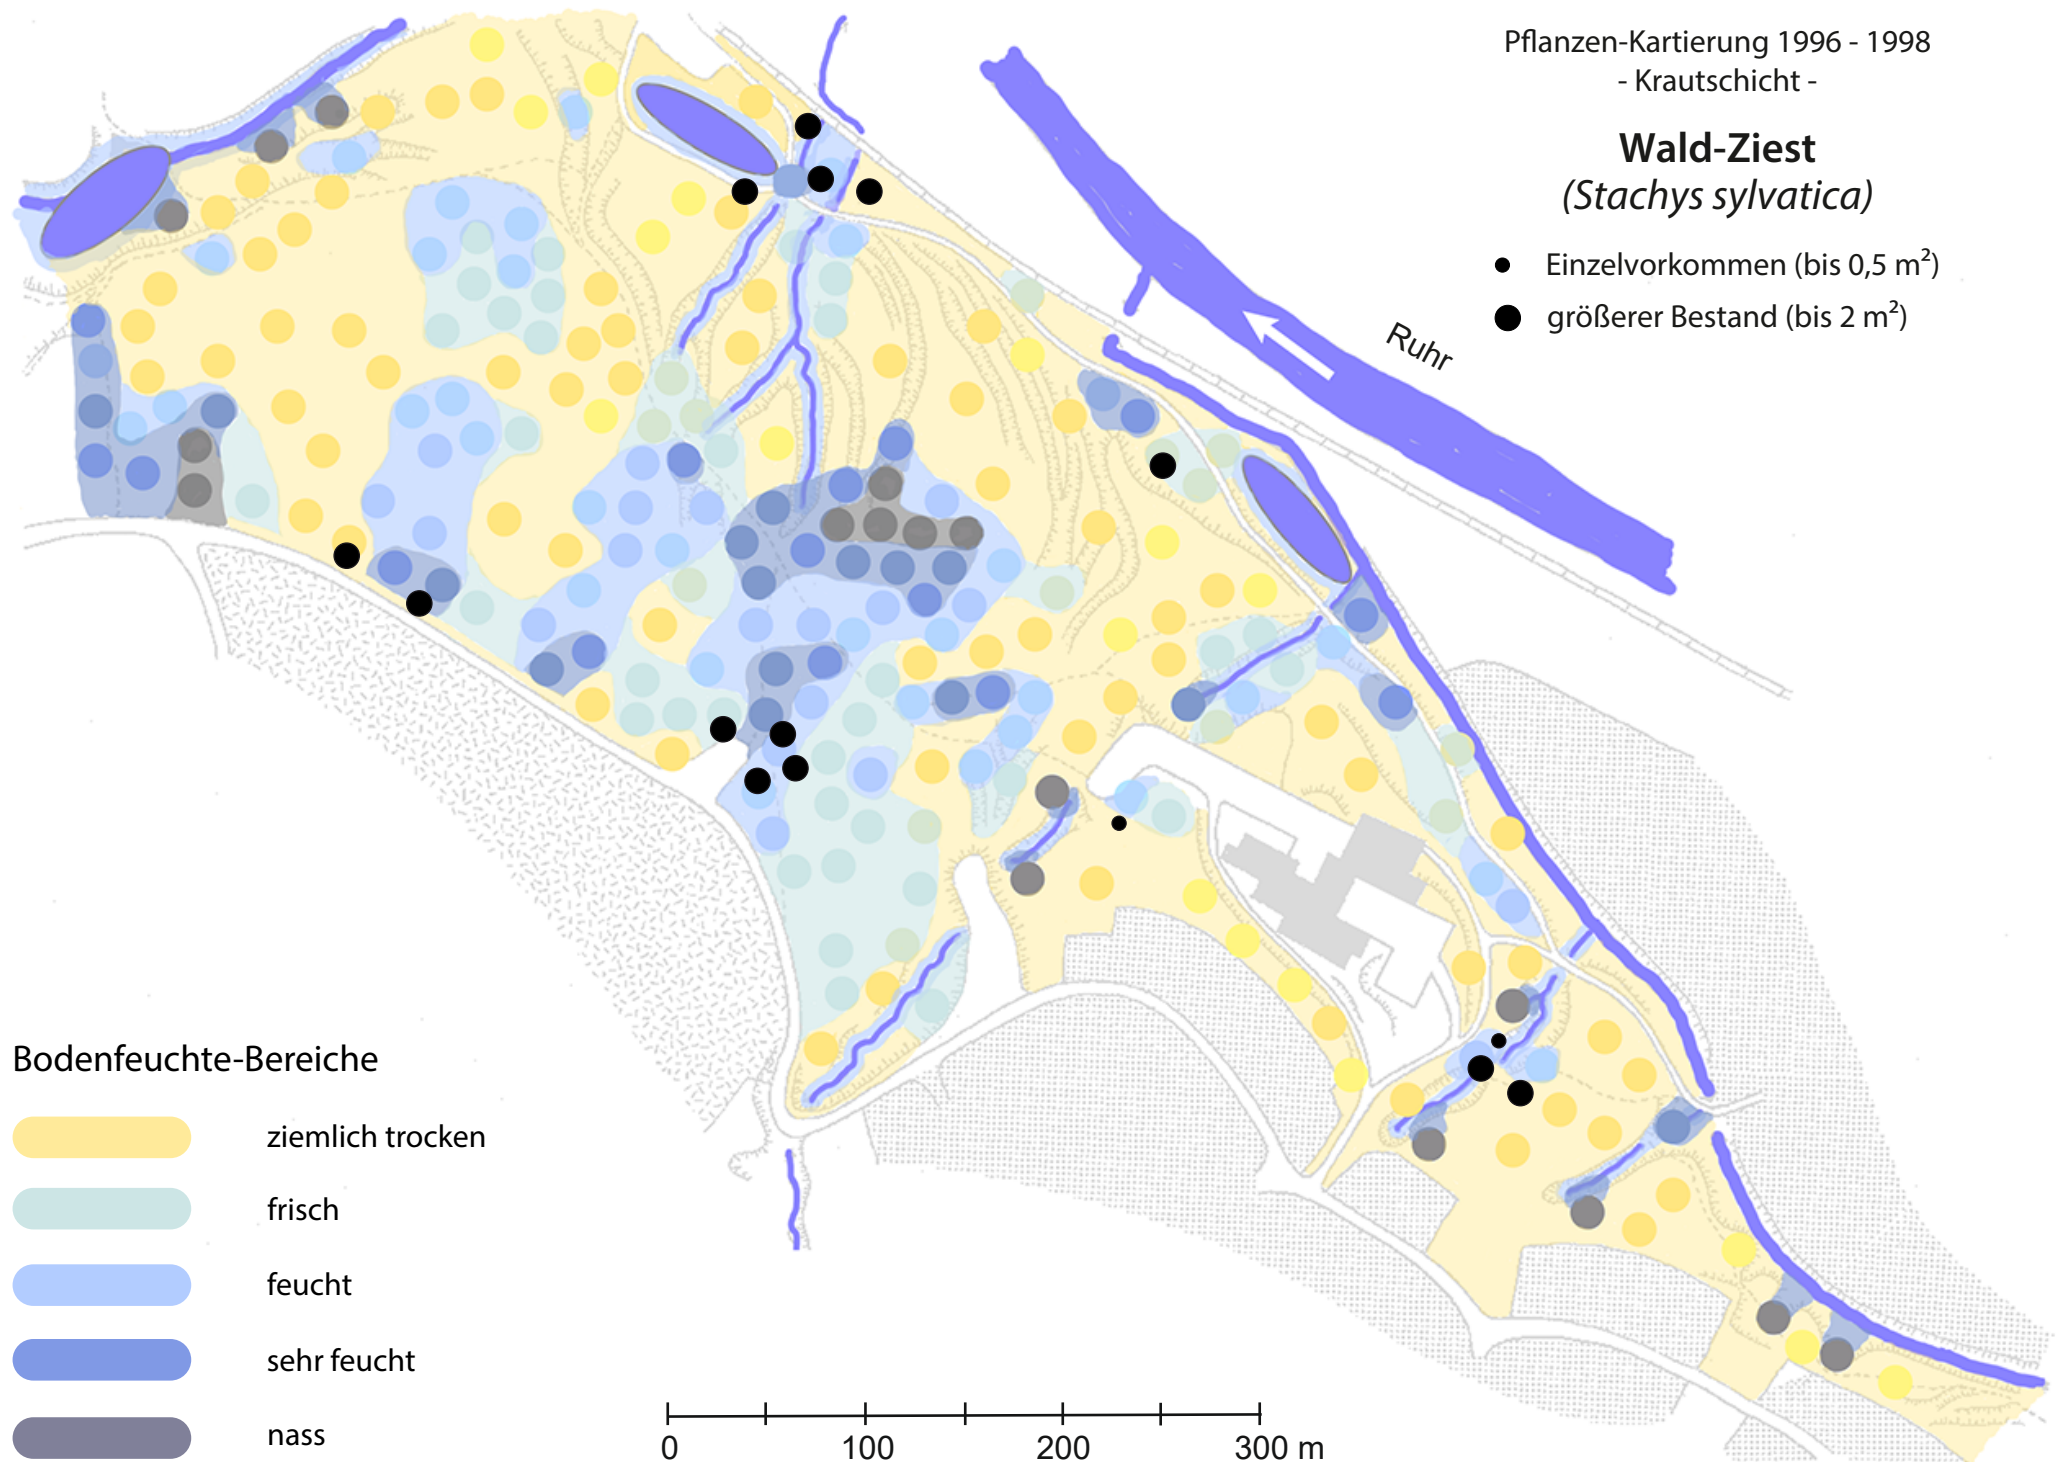 Pflanzen-Kartierung 1996 - 1998
- Krautschicht -
Wald-Ziest
(Stachys sylvatica)
Einzelvorkommen (bis 0,5 m²)
größerer Bestand (bis 2 m²)
Ruhr
Bodenfeuchte-Bereiche
ziemlich trocken
frisch
feucht
sehr feucht
nass
0 100 200 300 m